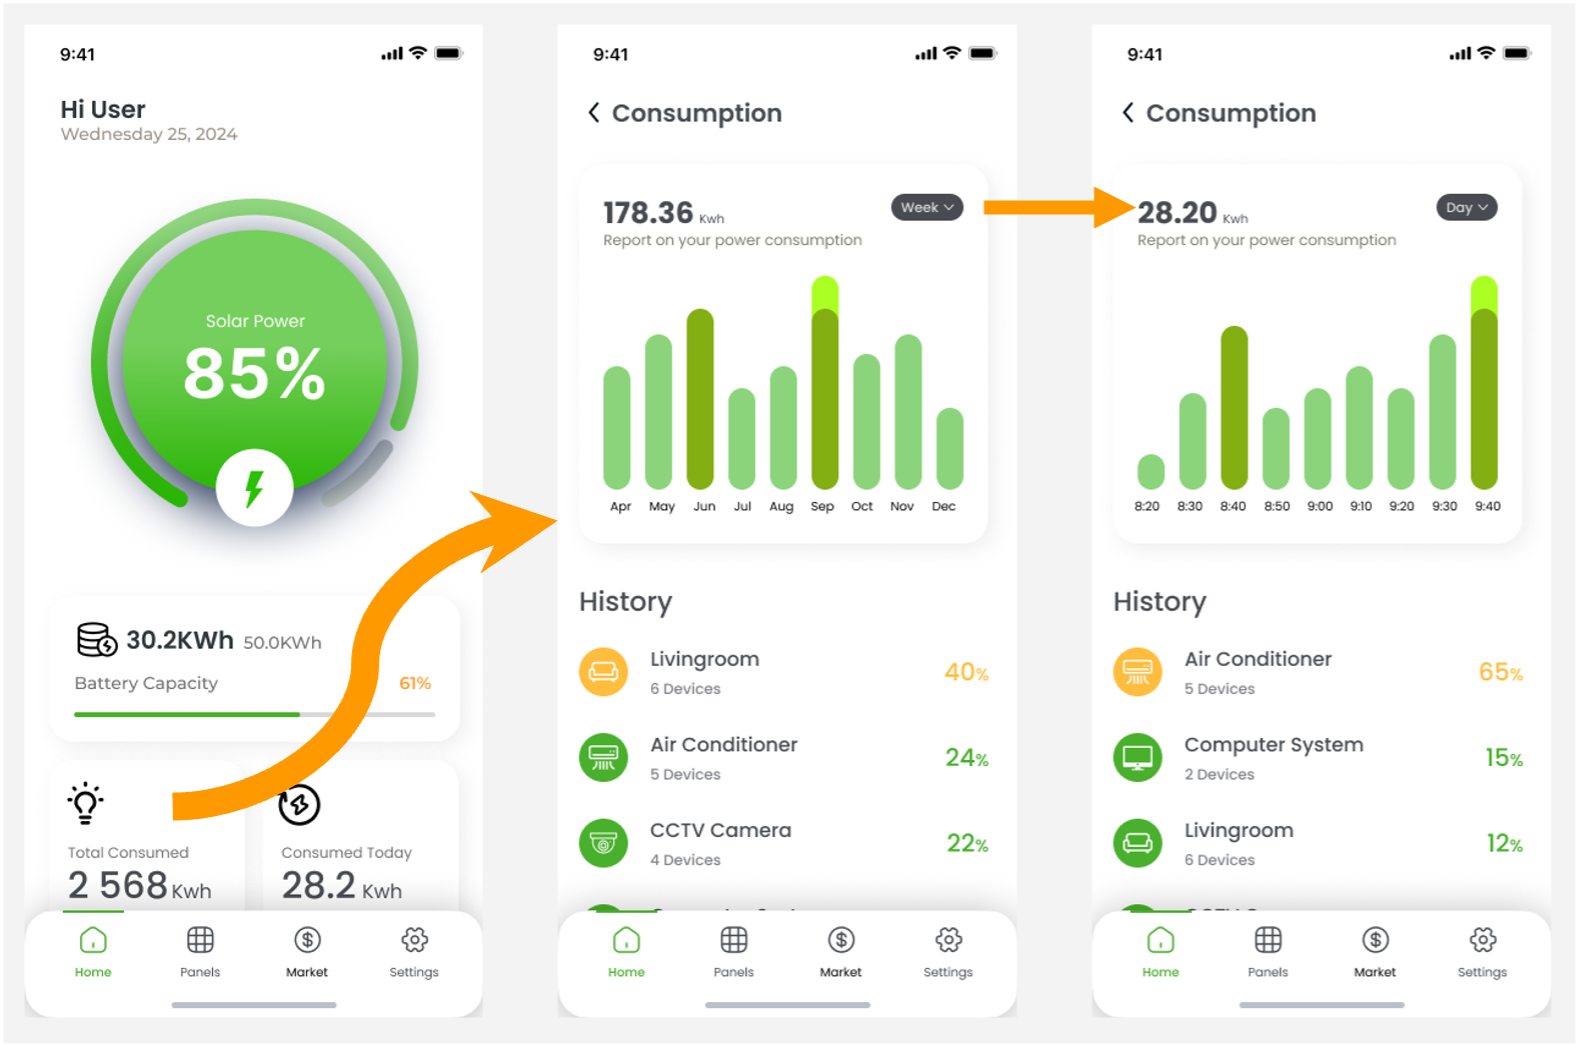 9:41
Hi User
Wednesday 25, 2024
Solar Power
85%
30.2KWh 50.0KWh
Battery Capacity 61%
Total Consumed
2 568 Kwh
Consumed Today
28.2 Kwh
Home Panels Market Settings
9:41
Consumption
178.36 Kwh Week
Report on your power consumption
Apr May Jun Jul Aug Sep Oct Nov Dec
History
Livingroom
6 Devices
40%
Air Conditioner
5 Devices
24%
CCTV Camera
4 Devices
22%
Home Panels Market Settings
9:41
Consumption
28.20 Kwh Day
Report on your power consumption
8:20 8:30 8:40 8:50 9:00 9:10 9:20 9:30 9:40
History
Air Conditioner
5 Devices
65%
Computer System
2 Devices
15%
Livingroom
6 Devices
12%
Home Panels Market Settings